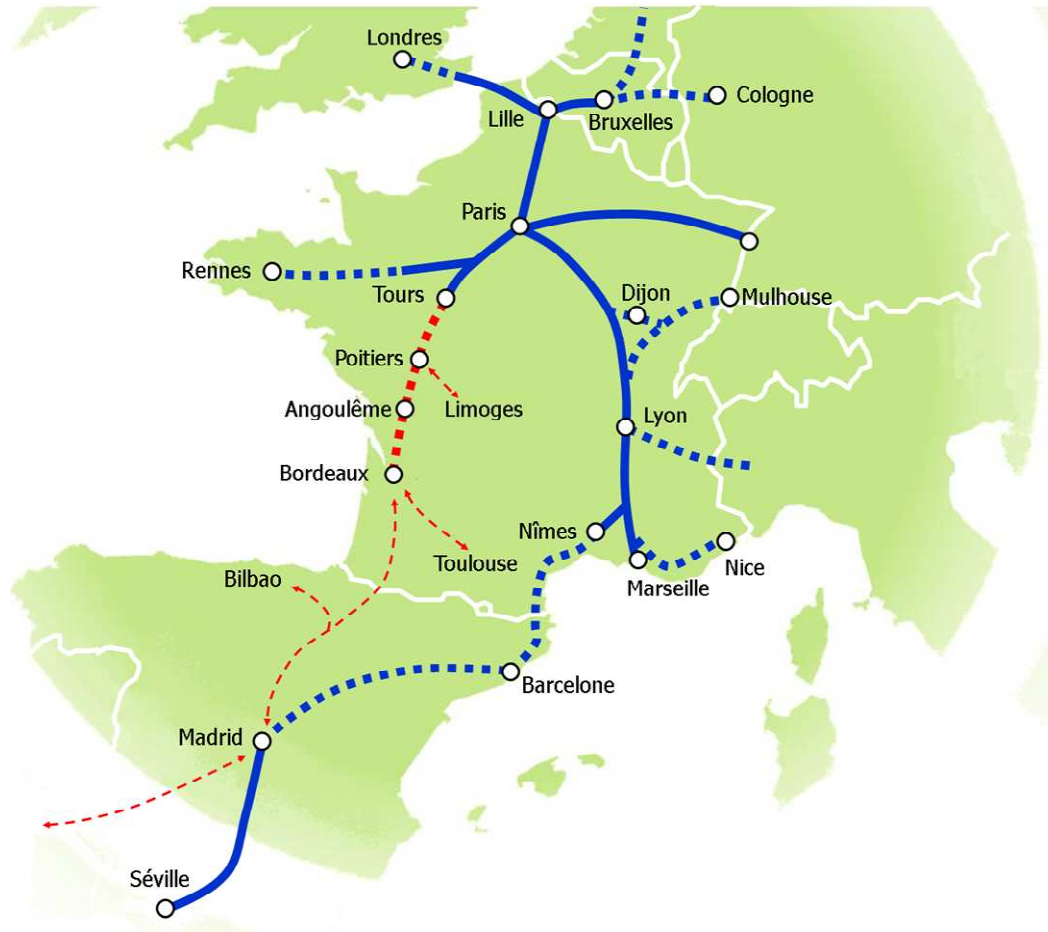 Londres
Cologne
Lille
Bruxelles
Paris
Rennes
Tours
Dijon
Mulhouse
Poitiers
Angoulême
Limoges
Lyon
Bordeaux
Nîmes
Toulouse
Nice
Bilbao
Marseille
Barcelone
Madrid
Séville